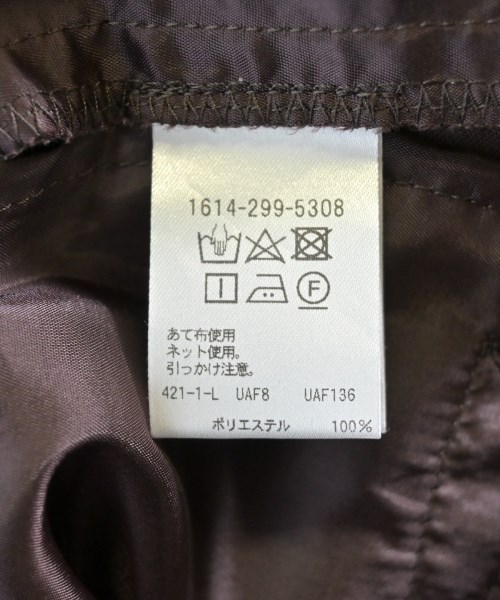 1614-299-5308
F
あて布使用
ネット使用。
引っかけ注意。
421-1-L UAF8 UAF136
ポリエステル 100%